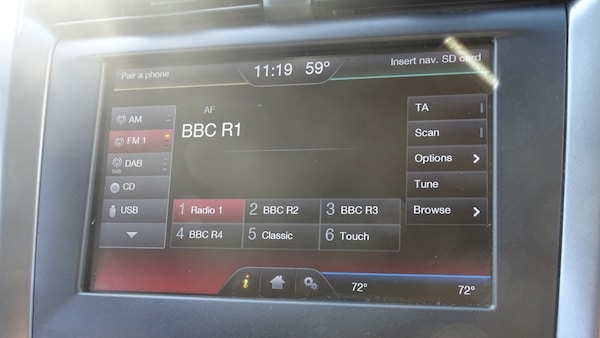 Pair a phone
11:19 59°
Insert nav. SD card
AM
FM 1
DAB
DAB
CD
USB
AF
BBC R1
1 Radio 1
2 BBC R2
3 BBC R3
4 BBC R4
5 Classic
6 Touch
TA
Scan
Options >
Tune
Browse >
i
72°
72°